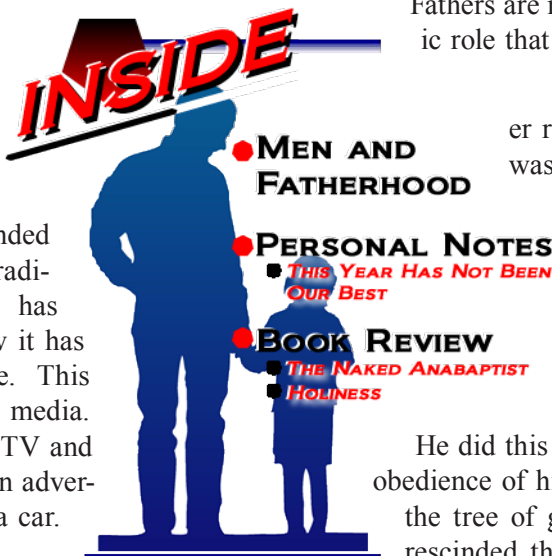 INSIDE
MEN AND
FATHERHOOD
PERSONAL NOTES
THIS YEAR HAS NOT BEEN
OUR BEST
BOOK REVIEW
THE NAKED ANABAPTIST
HOLINESS
nded
radi-
has
it has
e. This
media.
TV and
n adver-
a car.
Fathers are
ic role that
er
was
He did this
obedience of
the tree of
rescinded